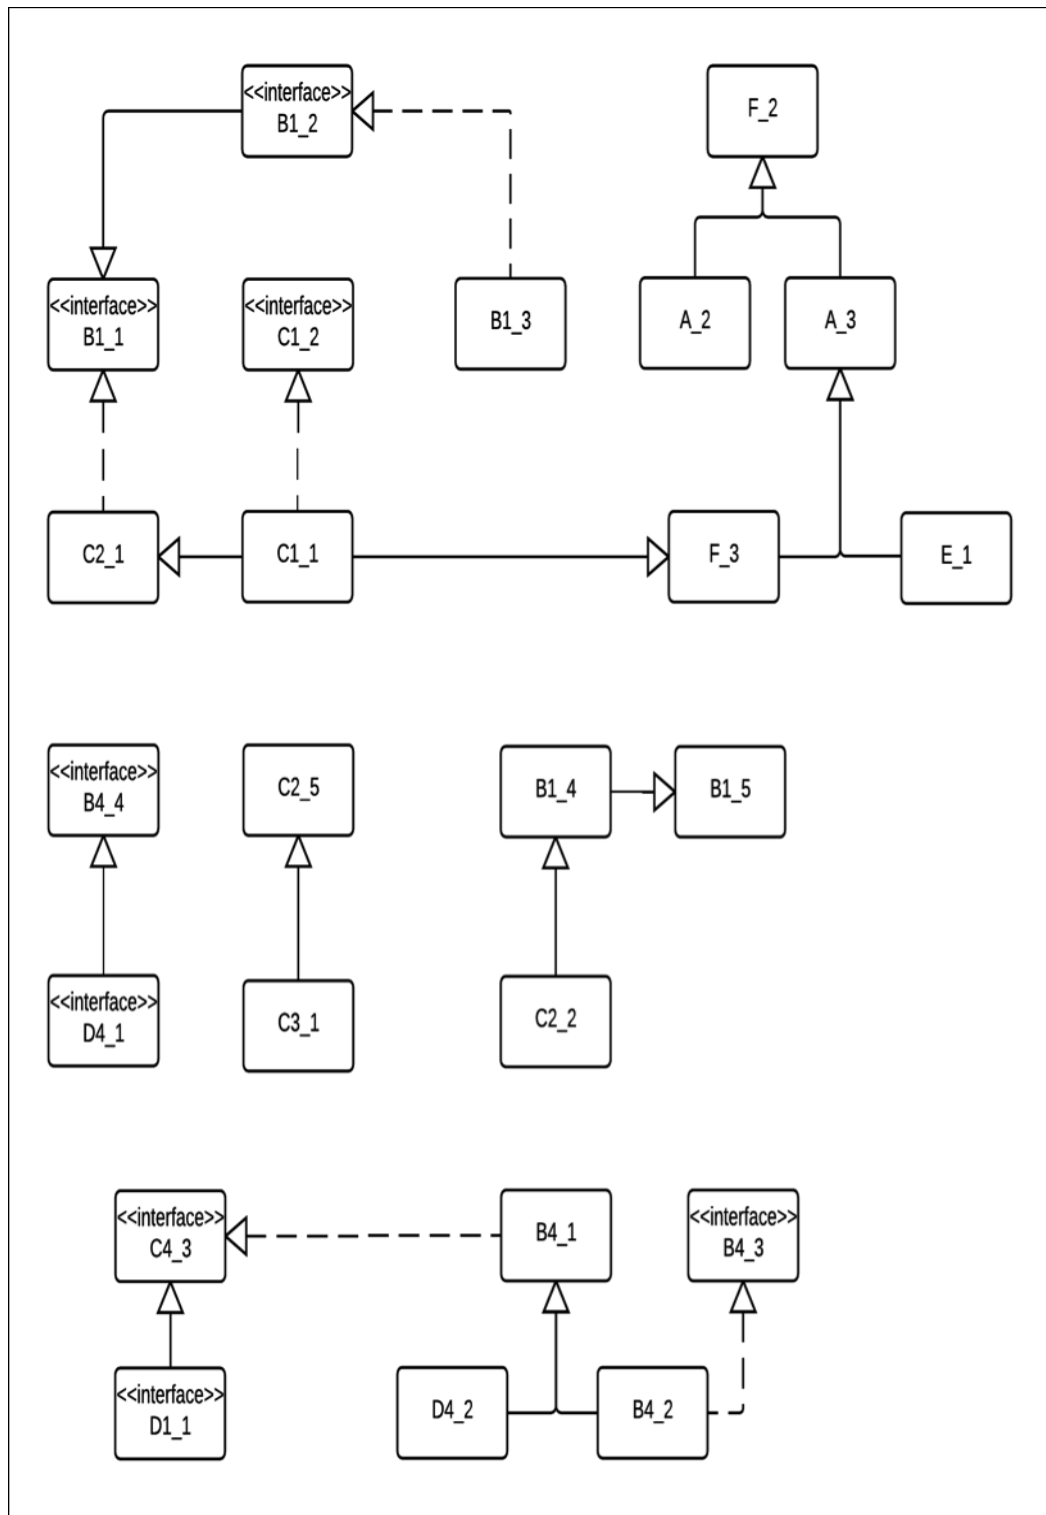 <<interface>>
B1_2
F_2
<<interface>>
B1_1
<<interface>>
C1_2
B1_3
A_2
A_3
C2_1
C1_1
F_3
E_1
<<interface>>
B4_4
C2_5
B1_4
B1_5
<<interface>>
D4_1
C3_1
C2_2
<<interface>>
C4_3
B4_1
<<interface>>
B4_3
<<interface>>
D1_1
D4_2
B4_2